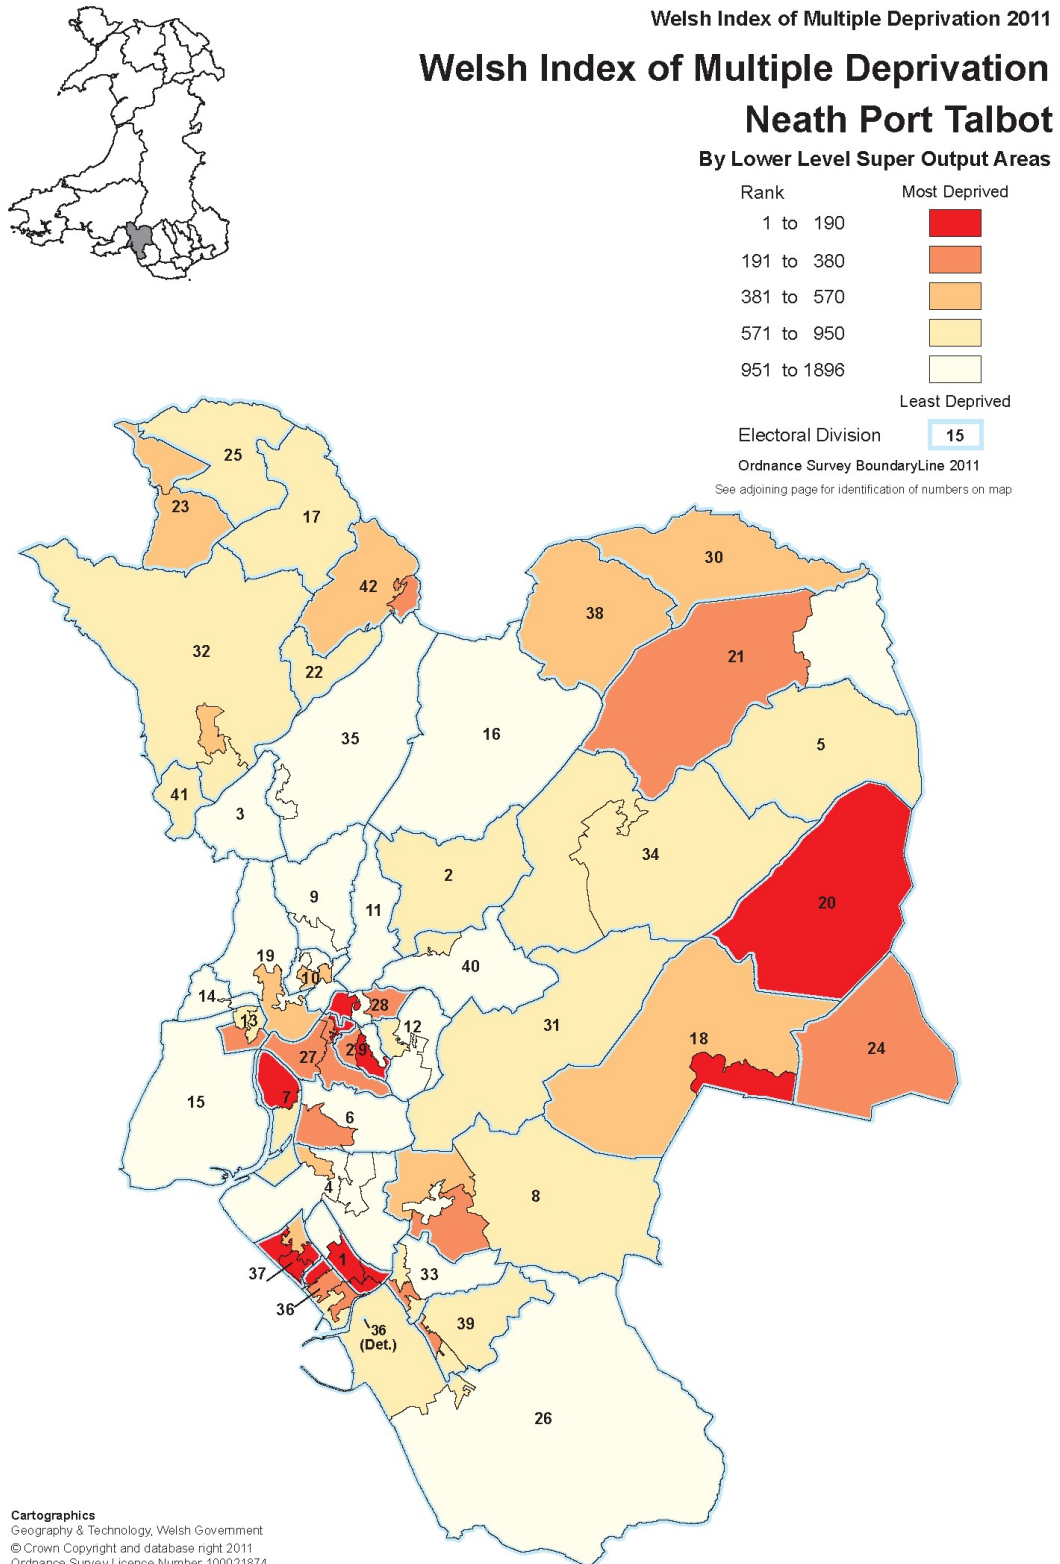 Welsh Index of Multiple Deprivation 2011
Welsh Index of Multiple Deprivation
Neath Port Talbot
By Lower Level Super Output Areas
Rank Most Deprived
1 to 190
191 to 380
381 to 570
571 to 950
951 to 1896
Least Deprived
Electoral Division 15
Ordnance Survey BoundaryLine 2011
See adjoining page for identification of numbers on map
25
23
17
30
42
38
32
21
22
35
16
5
41
3
34
2
9
20
11
19
40
10
14
28
13
12
31
18
27
29
24
7
15
6
4
8
1
37
33
36
39
36
(Det.)
26
Cartographics
Geography & Technology, Welsh Government
© Crown Copyright and database right 2011
Ordnance Survey Licence Number 100021874